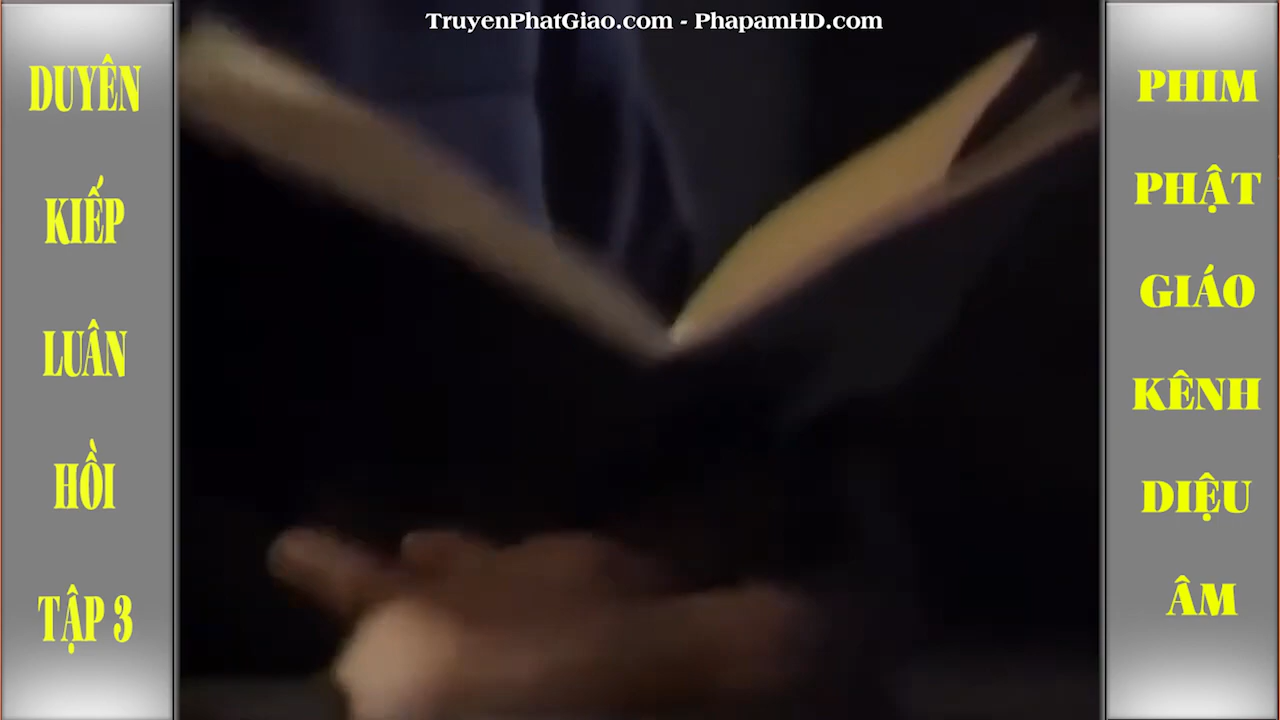 TruyenPhatGiao.com - PhapamHD.com
DUYÊN
KIẾP
LUÂN
HỒI
TẬP 3
PHIM
PHẬT
GIÁO
KÊNH
DIỆU
ÂM